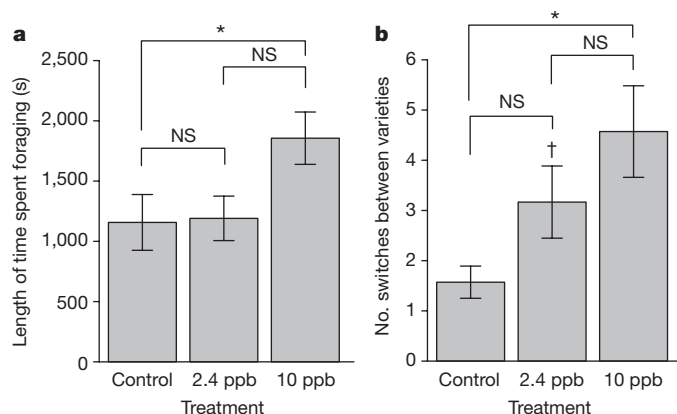 a
*
NS
NS
Length of time spent foraging (s)
2,500
2,000
1,500
1,000
500
0
Control 2.4 ppb 10 ppb
Treatment
b
*
NS
NS
†
No. switches between varieties
6
5
4
3
2
1
0
Control 2.4 ppb 10 ppb
Treatment